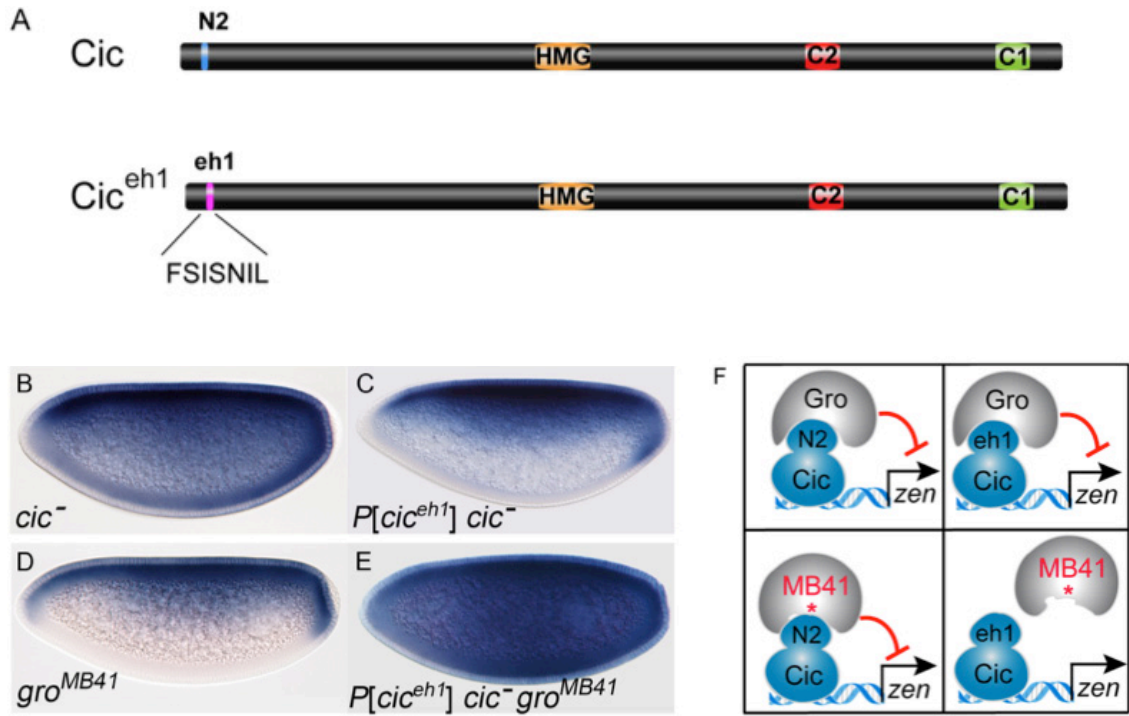 A
N2
Cic HMG C2 C1
eh1
Cic^eh1 HMG C2 C1
FSISNIL
B
cic⁻
C
P[cic^eh1] cic⁻
D
gro^MB41
E
P[cic^eh1] cic⁻ gro^MB41
F
Gro
N2
Cic
zen
Gro
eh1
Cic
zen
MB41
*
N2
Cic
zen
MB41
*
eh1
Cic
zen